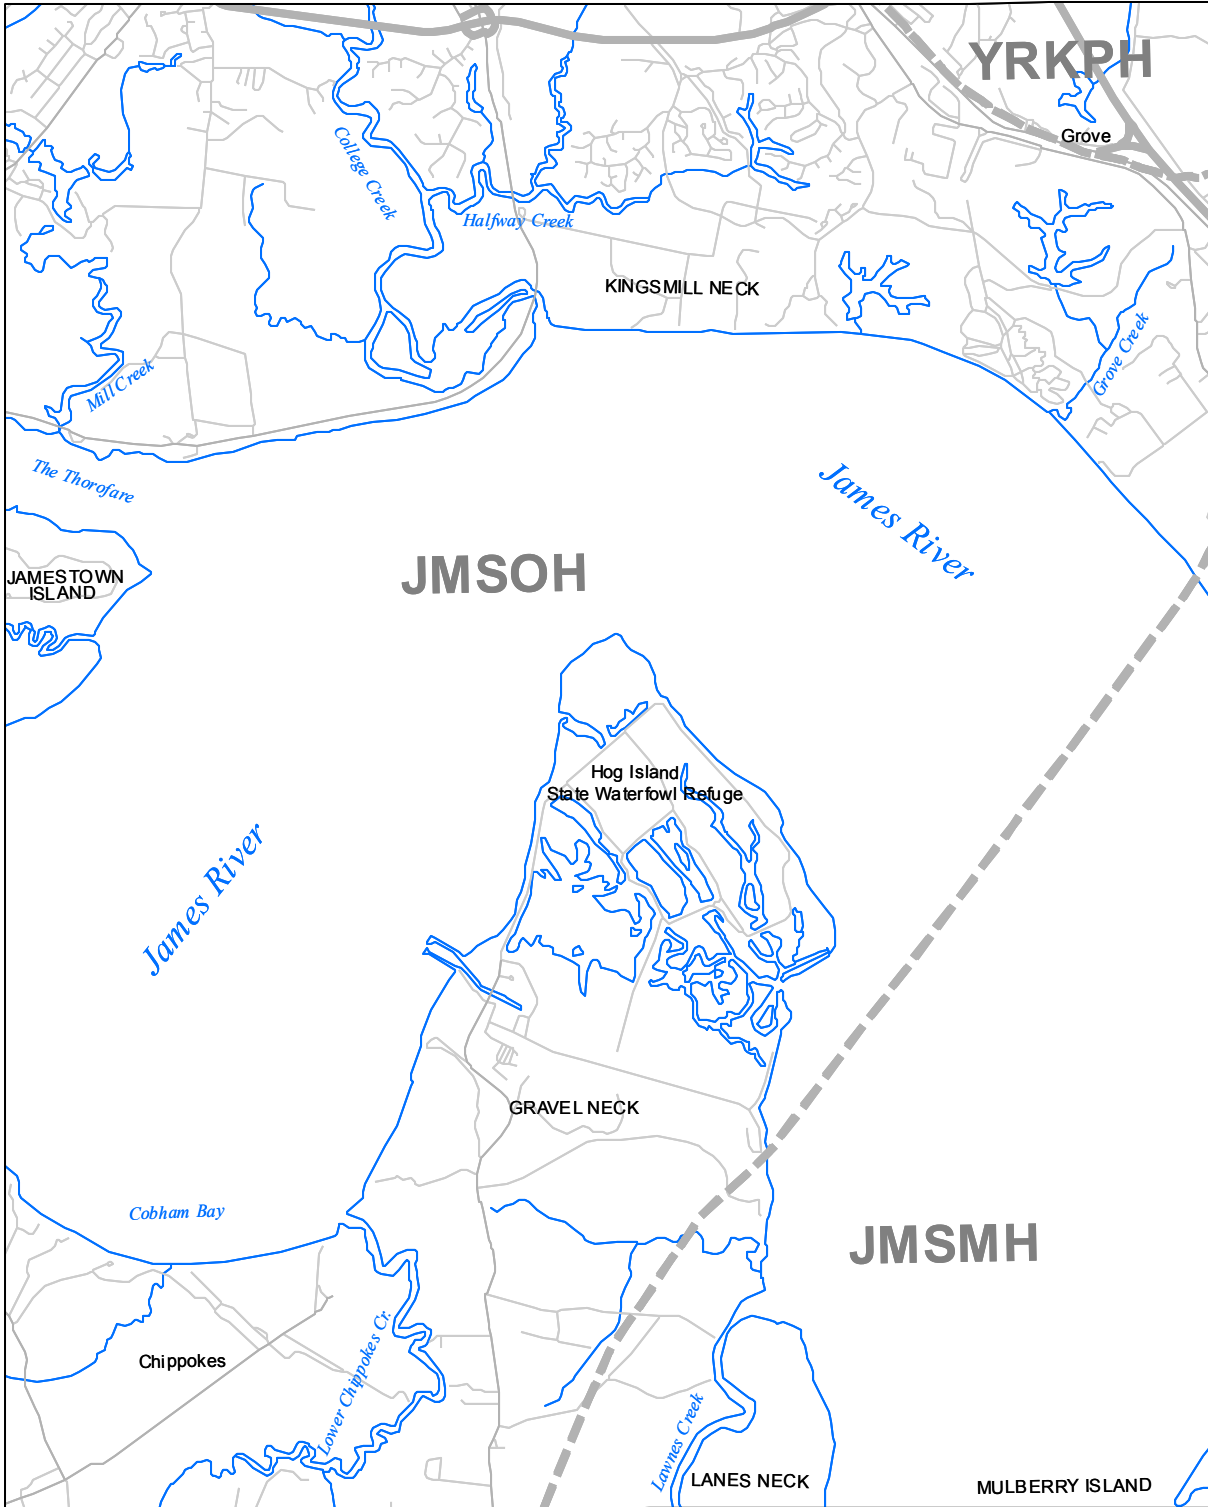 YRKPH
Grove
College Creek
Halfway Creek
KINGSMILL NECK
Grove Creek
Mill Creek
The Thorofare
James River
JMSOH
JAMESTOWN
ISLAND
Hog Island
State Waterfowl Refuge
James River
GRAVEL NECK
Cobham Bay
JMSMH
Chippokes
Lower Chippokes Cr.
Lawnes Creek
LANES NECK
MULBERRY ISLAND